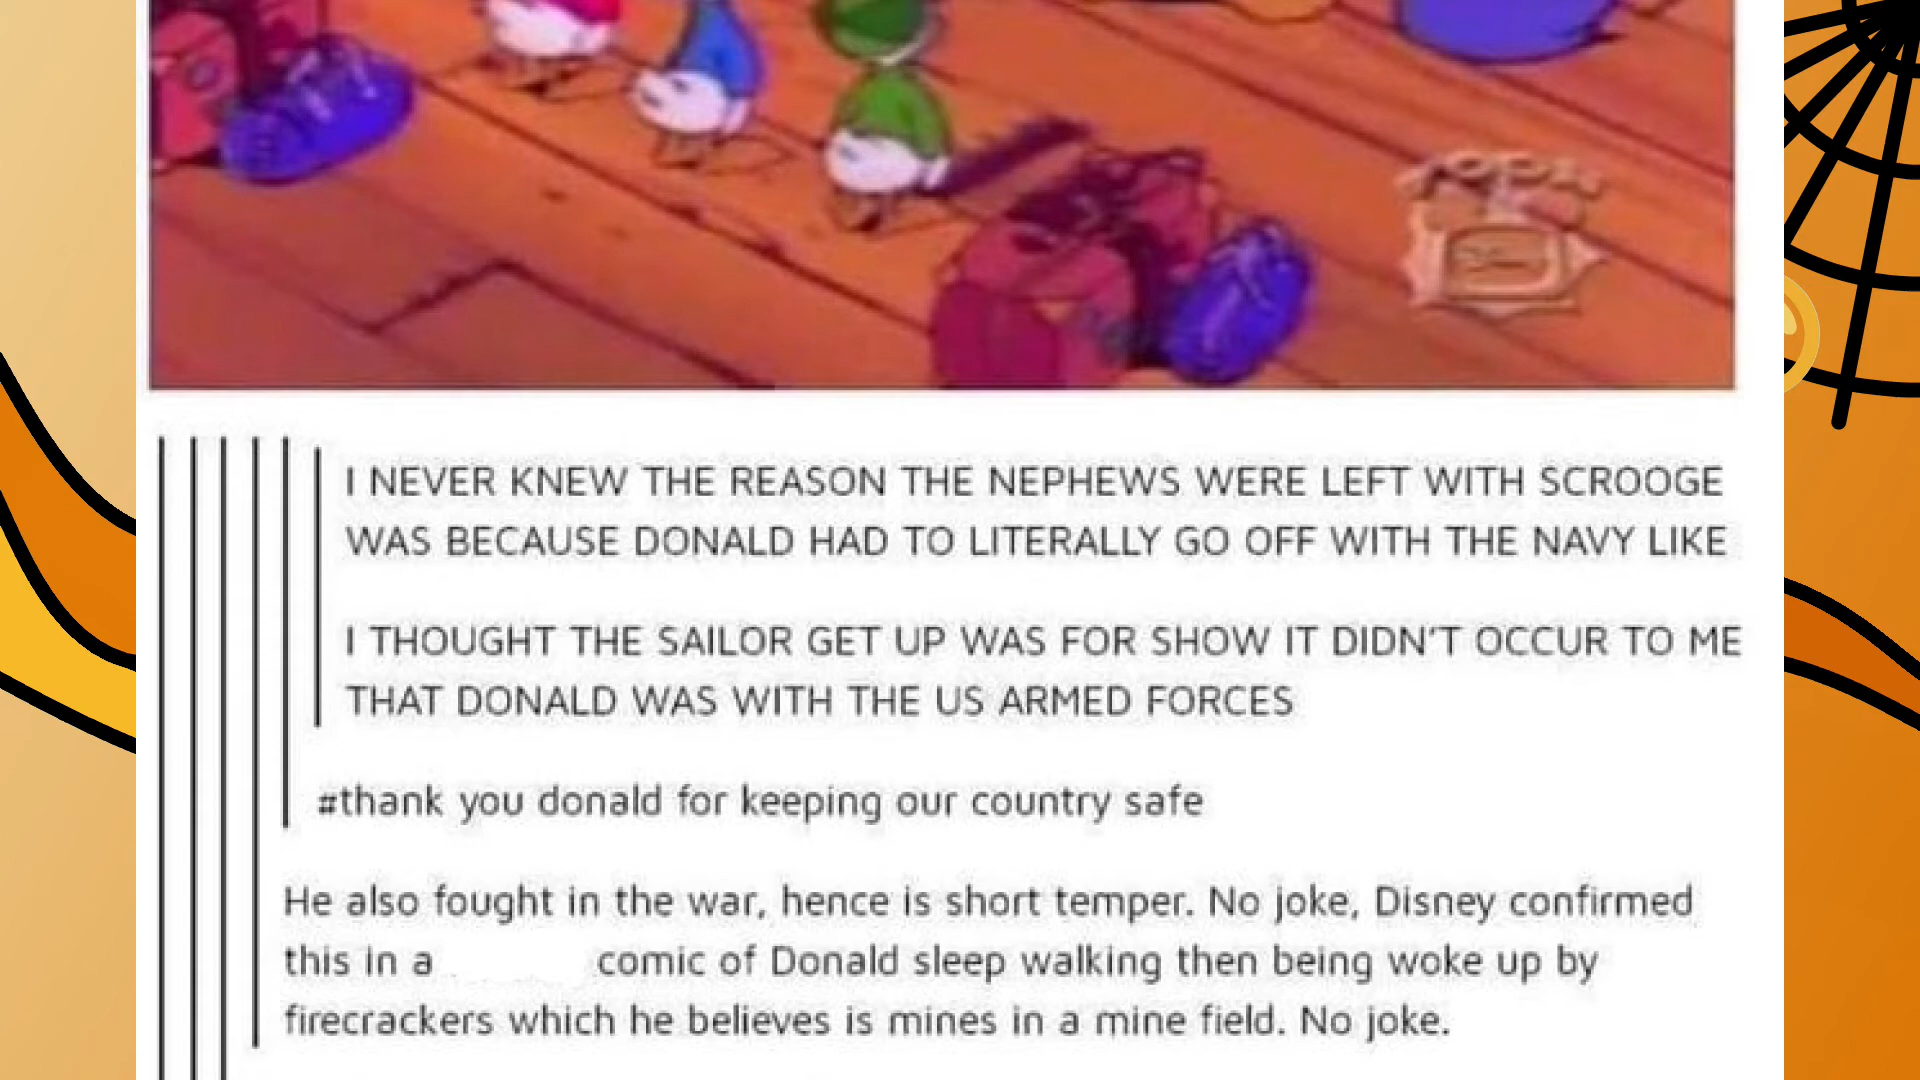 I NEVER KNEW THE REASON THE NEPHEWS WERE LEFT WITH SCROOGE
WAS BECAUSE DONALD HAD TO LITERALLY GO OFF WITH THE NAVY LIKE
I THOUGHT THE SAILOR GET UP WAS FOR SHOW IT DIDN'T OCCUR TO ME
THAT DONALD WAS WITH THE US ARMED FORCES
#thank you donald for keeping our country safe
He also fought in the war, hence is short temper. No joke, Disney confirmed
this in a comic of Donald sleep walking then being woke up by
firecrackers which he believes is mines in a mine field. No joke.